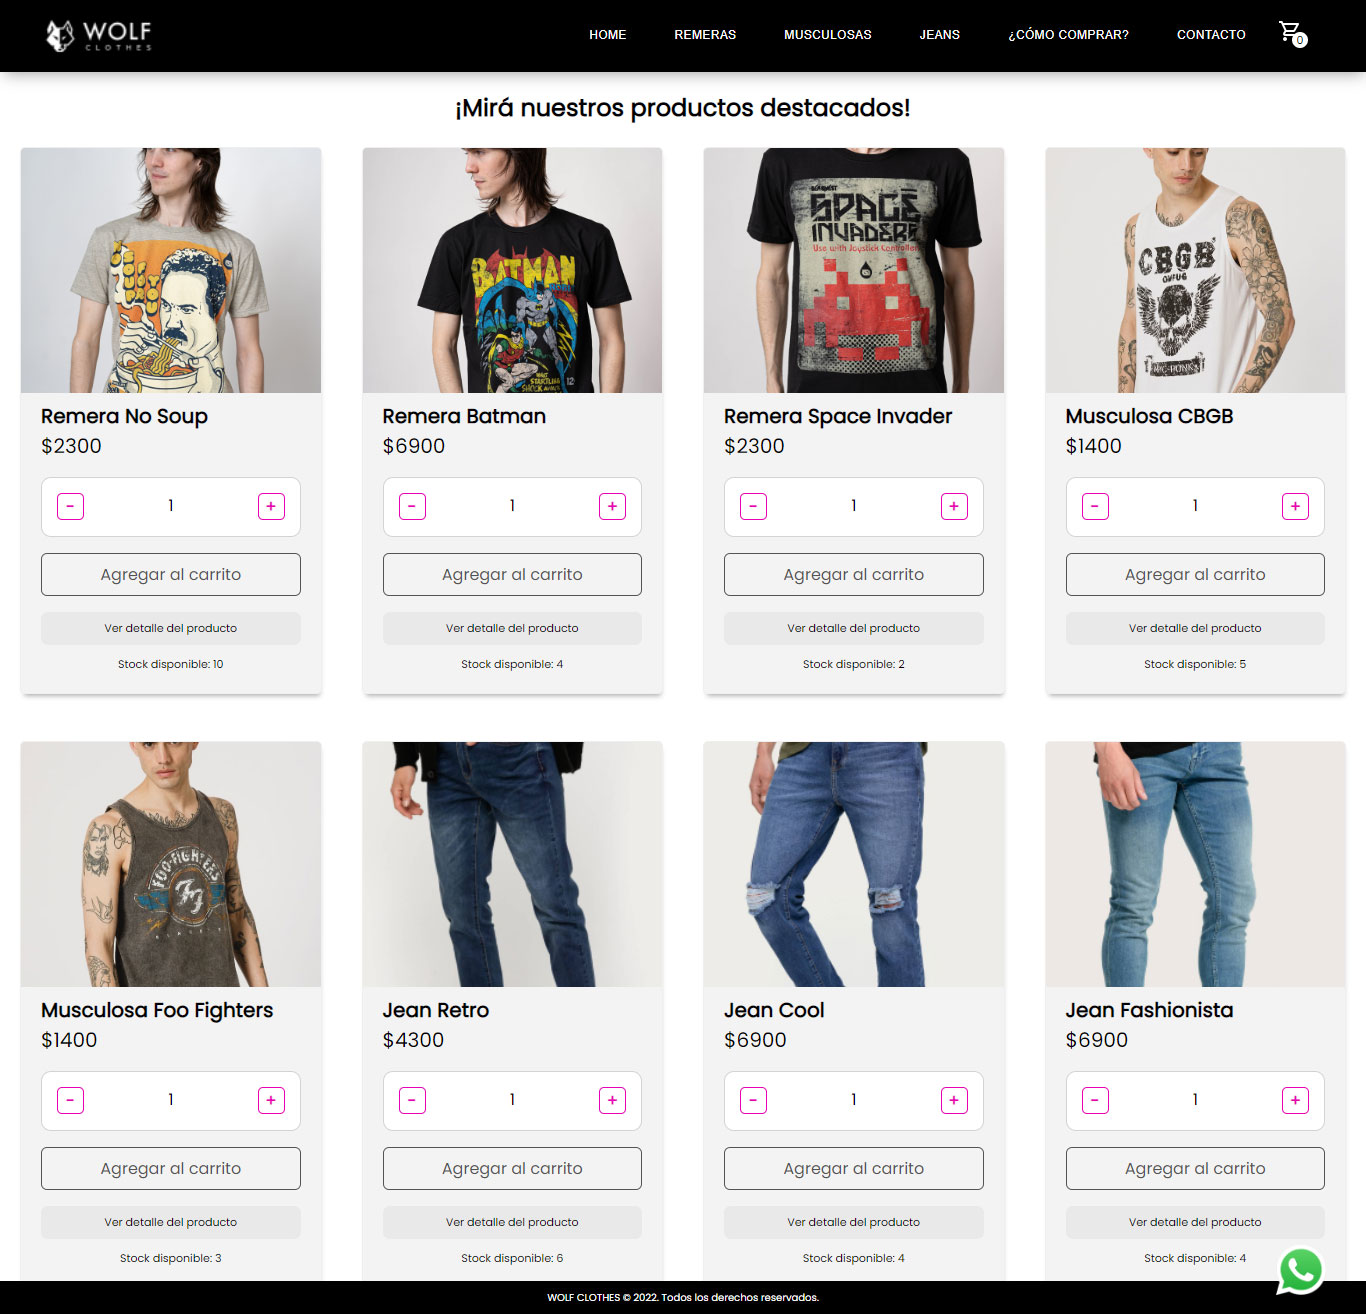 WOLF
CLOTHES
HOME
REMERAS
MUSCULOSAS
JEANS
¿CÓMO COMPRAR?
CONTACTO
0
¡Mirá nuestros productos destacados!
BATMAN
SPACE
INVADERS
Use with Joystick Controller
CBGB
OMFUG
Remera No Soup
$2300
- 1 +
Agregar al carrito
Ver detalle del producto
Stock disponible: 10
Remera Batman
$6900
- 1 +
Agregar al carrito
Ver detalle del producto
Stock disponible: 4
Remera Space Invader
$2300
- 1 +
Agregar al carrito
Ver detalle del producto
Stock disponible: 2
Musculosa CBGB
$1400
- 1 +
Agregar al carrito
Ver detalle del producto
Stock disponible: 5
FOO FIGHTERS
FF
Musculosa Foo Fighters
$1400
- 1 +
Agregar al carrito
Ver detalle del producto
Stock disponible: 3
Jean Retro
$4300
- 1 +
Agregar al carrito
Ver detalle del producto
Stock disponible: 6
Jean Cool
$6900
- 1 +
Agregar al carrito
Ver detalle del producto
Stock disponible: 4
Jean Fashionista
$6900
- 1 +
Agregar al carrito
Ver detalle del producto
Stock disponible: 4
WOLF CLOTHES © 2022. Todos los derechos reservados.